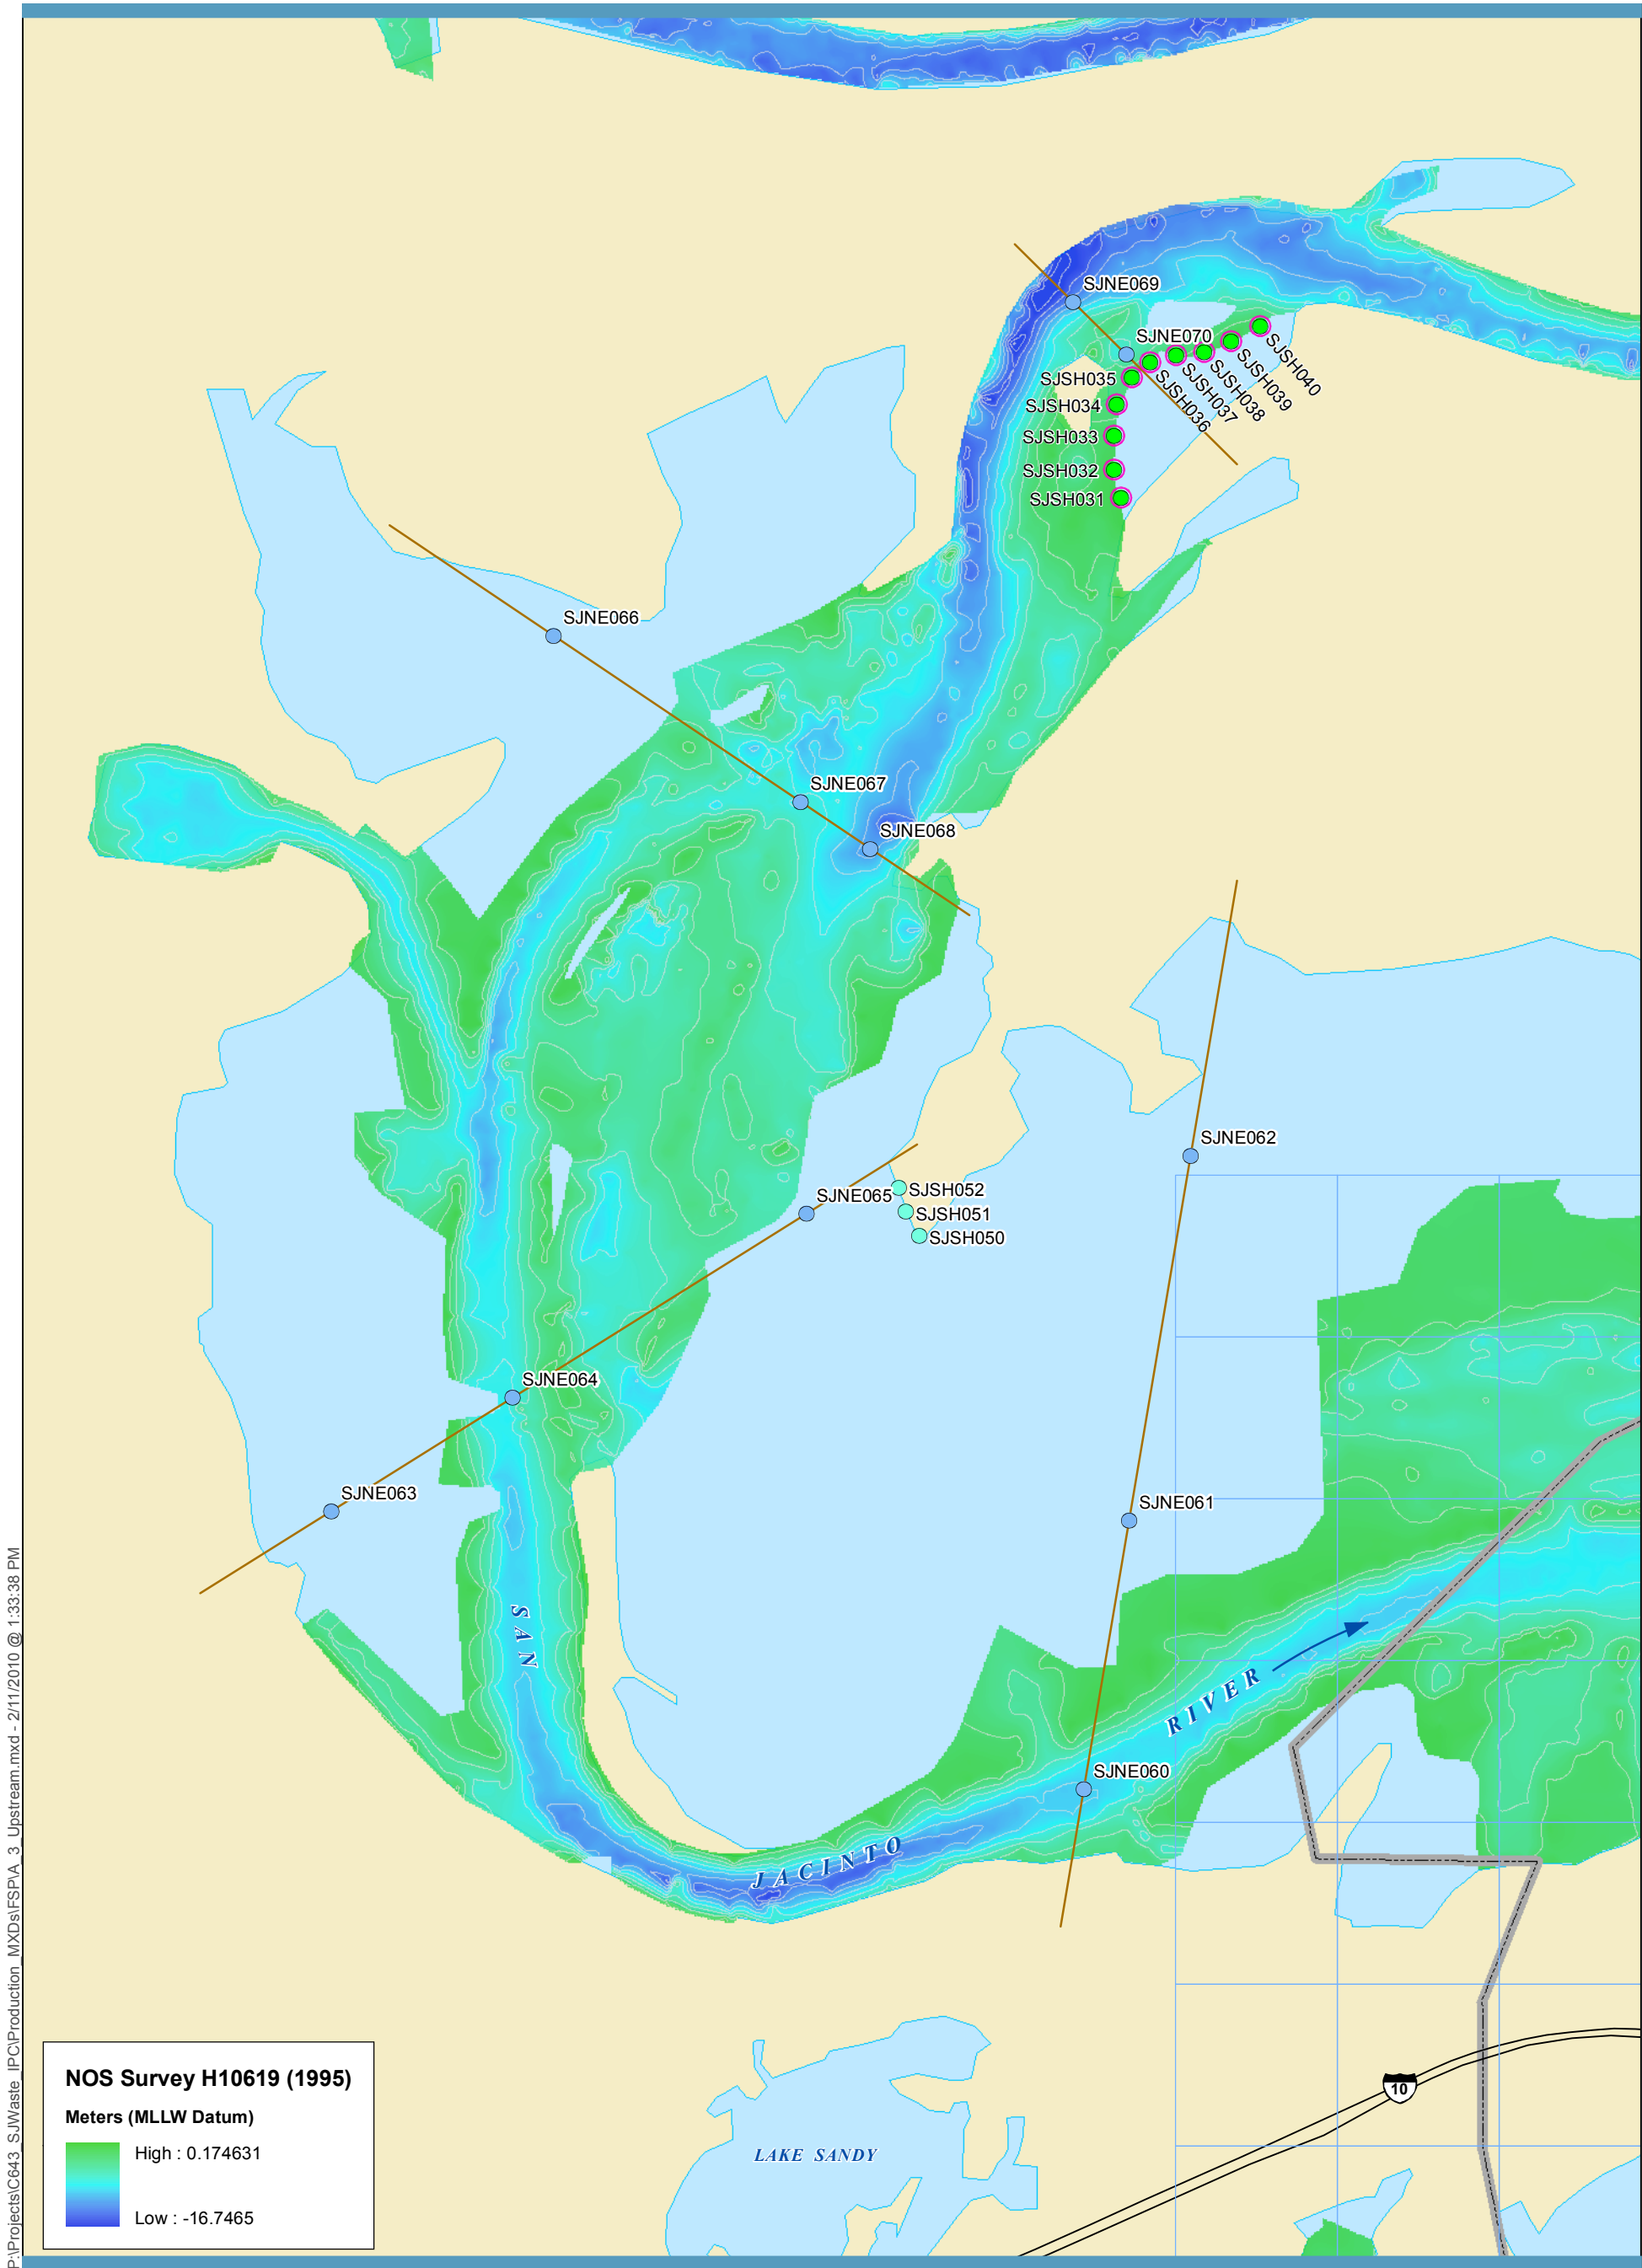 SJNE069
SJNE070
SJSH040
SJSH039
SJSH038
SJSH037
SJSH036
SJSH035
SJSH034
SJSH033
SJSH032
SJSH031
SJNE066
SJNE067
SJNE068
SJNE062
SJNE065
SJSH052
SJSH051
SJSH050
SJNE064
SJNE063
SJNE061
SAN
RIVER
SJNE060
JACINTO
P:\Projects\C643_SJWaste_IPC\Production_MXDs\FSP\A_3_Upstream.mxd - 2/11/2010 @ 1:33:38 PM
NOS Survey H10619 (1995)
Meters (MLLW Datum)
High : 0.174631
Low : -16.7465
LAKE SANDY
10